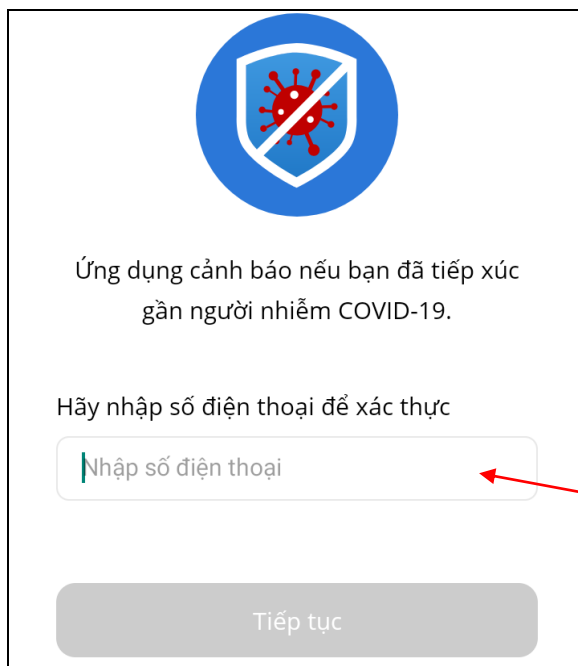 Ứng dụng cảnh báo nếu bạn đã tiếp xúc
gần người nhiễm COVID-19.
Hãy nhập số điện thoại để xác thực
Nhập số điện thoại
Tiếp tục